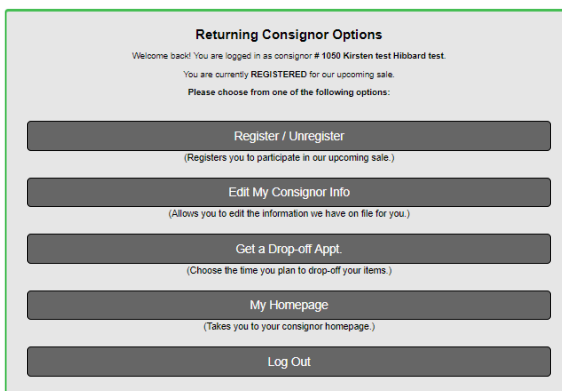 Returning Consignor Options
Welcome back! You are logged in as consignor # 1050 Kirsten test Hibbard test.
You are currently REGISTERED for our upcoming sale.
Please choose from one of the following options:
Register / Unregister
(Registers you to participate in our upcoming sale.)
Edit My Consignor Info
(Allows you to edit the information we have on file for you.)
Get a Drop-off Appt.
(Choose the time you plan to drop-off your items.)
My Homepage
(Takes you to your consignor homepage.)
Log Out